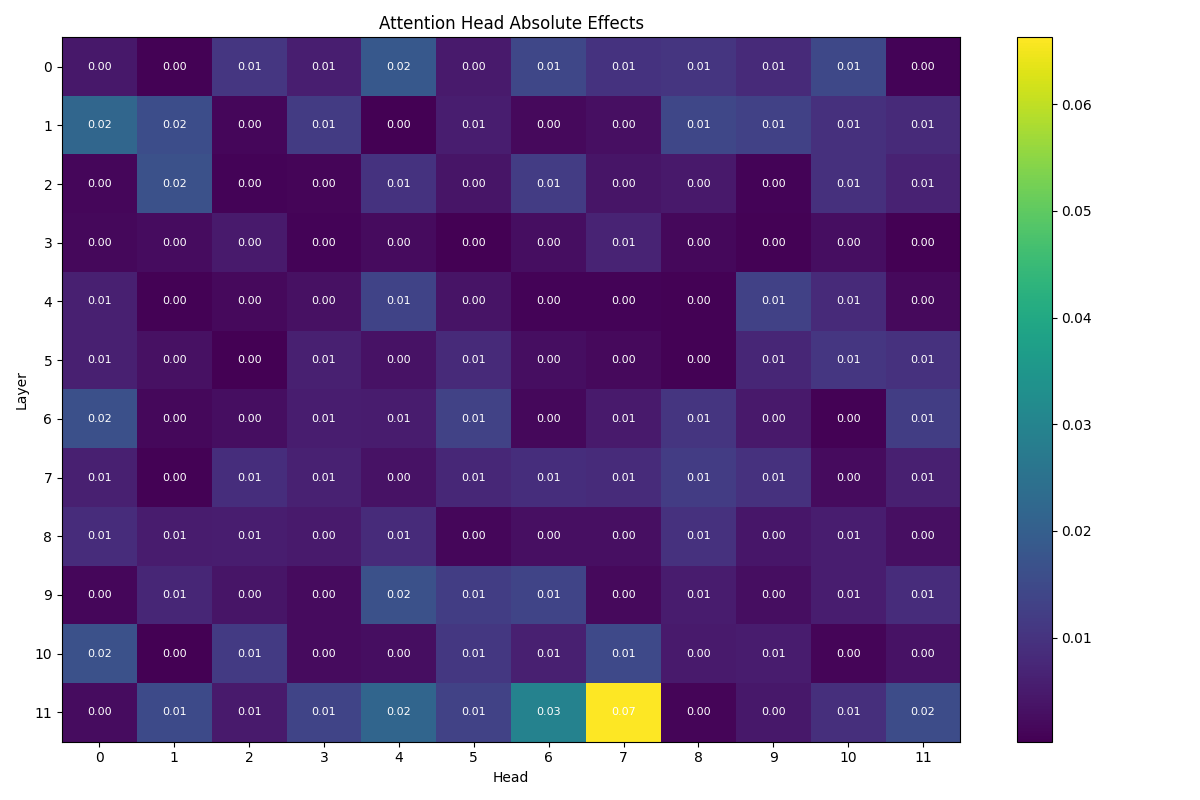 Attention Head Absolute Effects
0 0.00 0.00 0.01 0.01 0.02 0.00 0.01 0.01 0.01 0.01 0.01 0.00
1 0.02 0.02 0.00 0.01 0.00 0.01 0.00 0.00 0.01 0.01 0.01 0.01
2 0.00 0.02 0.00 0.00 0.01 0.00 0.01 0.00 0.00 0.00 0.01 0.01
3 0.00 0.00 0.00 0.00 0.00 0.00 0.00 0.01 0.00 0.00 0.00 0.00
4 0.01 0.00 0.00 0.00 0.01 0.00 0.00 0.00 0.00 0.01 0.01 0.00
5 0.01 0.00 0.00 0.01 0.00 0.01 0.00 0.00 0.00 0.01 0.01 0.01
6 0.02 0.00 0.00 0.01 0.01 0.01 0.00 0.01 0.01 0.00 0.00 0.01
7 0.01 0.00 0.01 0.01 0.00 0.01 0.01 0.01 0.01 0.01 0.00 0.01
8 0.01 0.01 0.01 0.00 0.01 0.00 0.00 0.00 0.01 0.00 0.01 0.00
9 0.00 0.01 0.00 0.00 0.02 0.01 0.01 0.00 0.01 0.00 0.01 0.01
10 0.02 0.00 0.01 0.00 0.00 0.01 0.01 0.01 0.00 0.01 0.00 0.00
11 0.00 0.01 0.01 0.01 0.02 0.01 0.03 0.07 0.00 0.00 0.01 0.02
0 1 2 3 4 5 6 7 8 9 10 11
Head
Layer
0.06
0.05
0.04
0.03
0.02
0.01